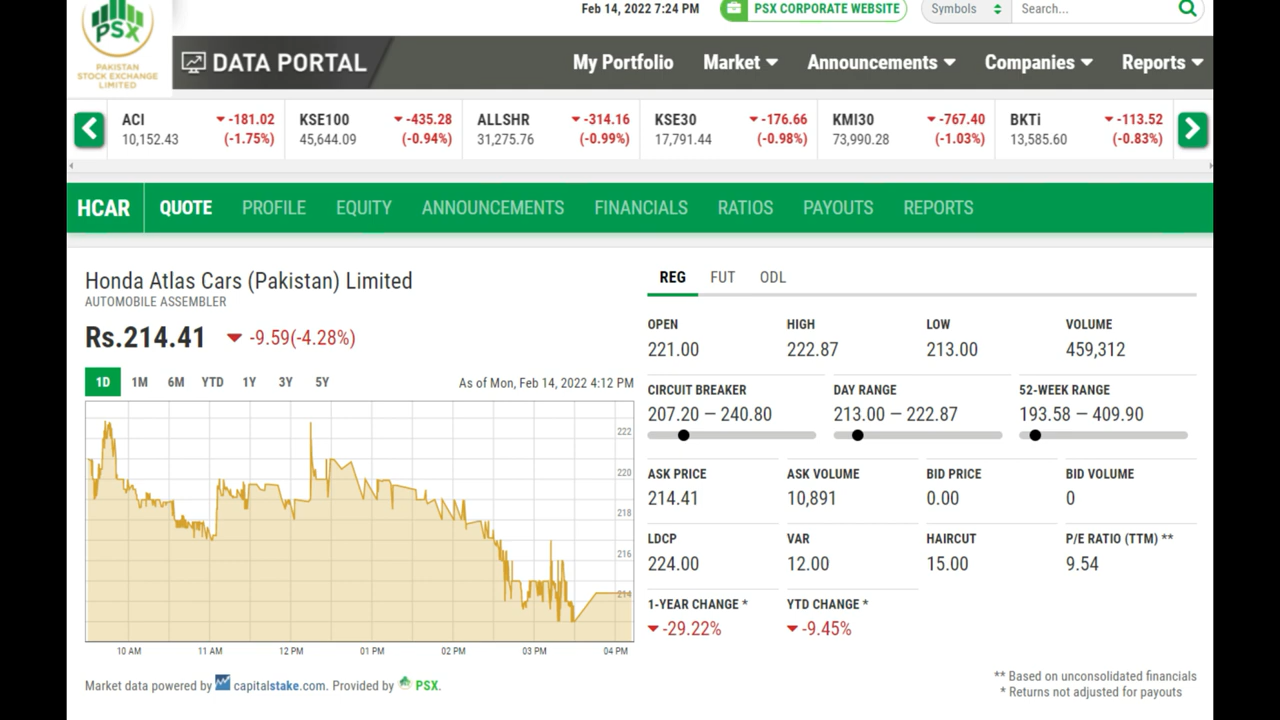 PSX
PAKISTAN
STOCK EXCHANGE
LIMITED
Feb 14, 2022 7:24 PM
PSX CORPORATE WEBSITE
Symbols
Search...
DATA PORTAL
My Portfolio
Market
Announcements
Companies
Reports
ACI -181.02
10,152.43 (-1.75%)
KSE100 -435.28
45,644.09 (-0.94%)
ALLSHR -314.16
31,275.76 (-0.99%)
KSE30 -176.66
17,791.44 (-0.98%)
KMI30 -767.40
73,990.28 (-1.03%)
BKTi -113.52
13,585.60 (-0.83%)
HCAR QUOTE PROFILE EQUITY ANNOUNCEMENTS FINANCIALS RATIOS PAYOUTS REPORTS
Honda Atlas Cars (Pakistan) Limited
AUTOMOBILE ASSEMBLER
Rs.214.41 -9.59(-4.28%)
1D 1M 6M YTD 1Y 3Y 5Y As of Mon, Feb 14, 2022 4:12 PM
222
220
218
216
214
10 AM 11 AM 12 PM 01 PM 02 PM 03 PM 04 PM
Market data powered by capitalstake.com. Provided by PSX.
REG FUT ODL
OPEN HIGH LOW VOLUME
221.00 222.87 213.00 459,312
CIRCUIT BREAKER DAY RANGE 52-WEEK RANGE
207.20 — 240.80 213.00 — 222.87 193.58 — 409.90
ASK PRICE ASK VOLUME BID PRICE BID VOLUME
214.41 10,891 0.00 0
LDCP VAR HAIRCUT P/E RATIO (TTM) **
224.00 12.00 15.00 9.54
1-YEAR CHANGE * YTD CHANGE *
-29.22% -9.45%
** Based on unconsolidated financials
* Returns not adjusted for payouts